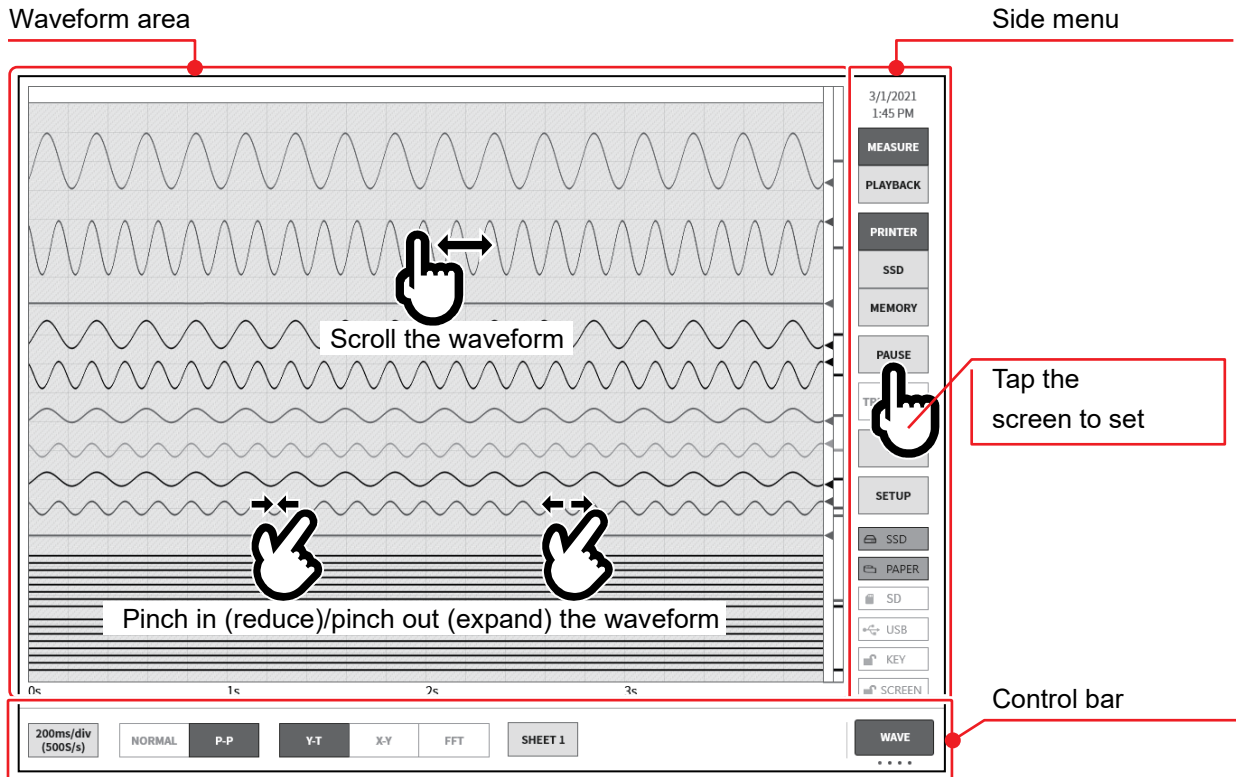 Waveform area
Side menu
3/1/2021
1:45 PM
MEASURE
PLAYBACK
PRINTER
SSD
MEMORY
Scroll the waveform
PAUSE
Tap the
screen to set
SETUP
SSD
PAPER
Pinch in (reduce)/pinch out (expand) the waveform
SD
USB
KEY
SCREEN
0s 1s 2s 3s
Control bar
200ms/div
(500S/s)
NORMAL P-P Y-T X-Y FFT SHEET 1 WAVE